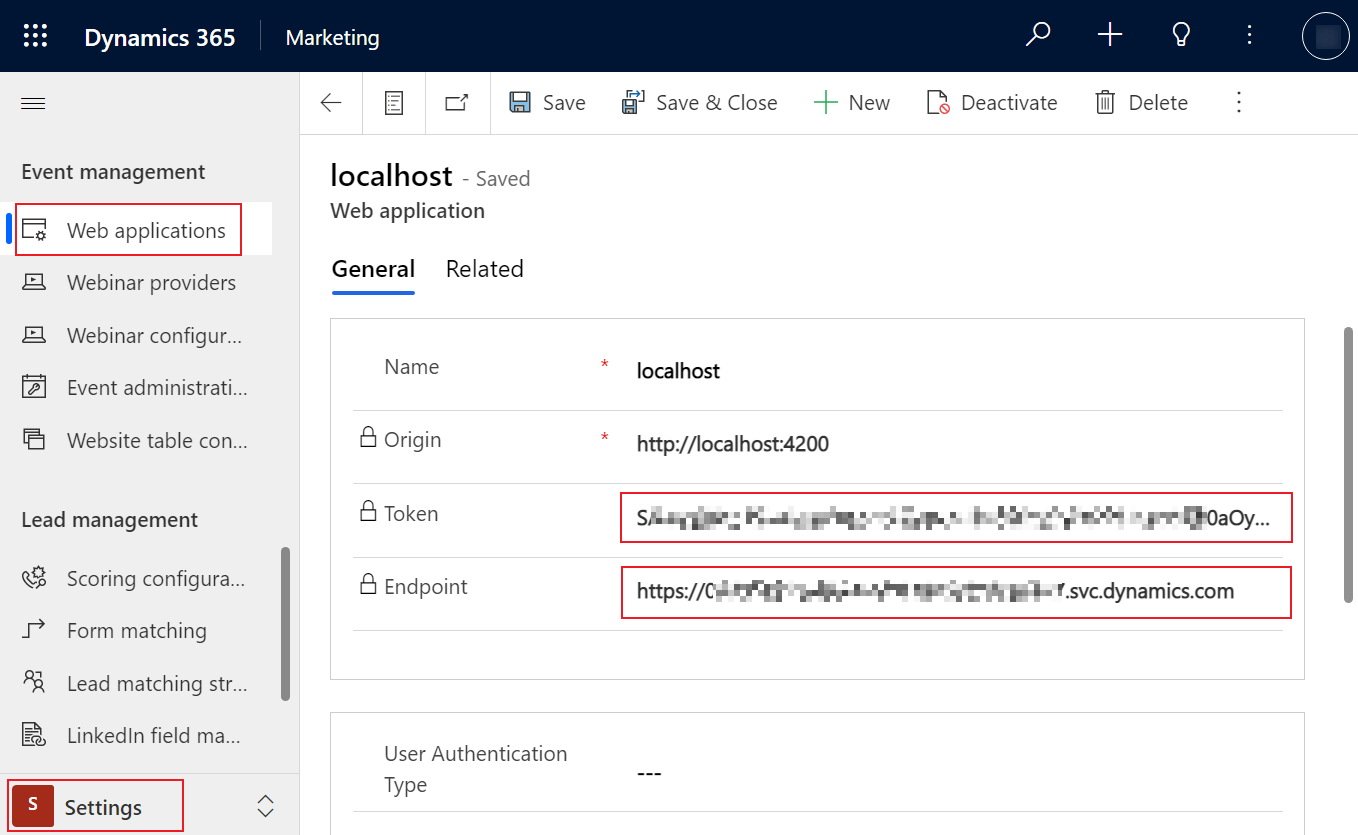 Dynamics 365 Marketing
Save Save & Close New Deactivate Delete
Event management
Web applications
Webinar providers
Webinar configur...
Event administrati...
Website table con...
Lead management
Scoring configura...
Form matching
Lead matching str...
LinkedIn field ma...
S Settings
localhost - Saved
Web application
General Related
Name * localhost
Origin * http://localhost:4200
Token 0aOy...
Endpoint https:// .svc.dynamics.com
User Authentication
Type
---